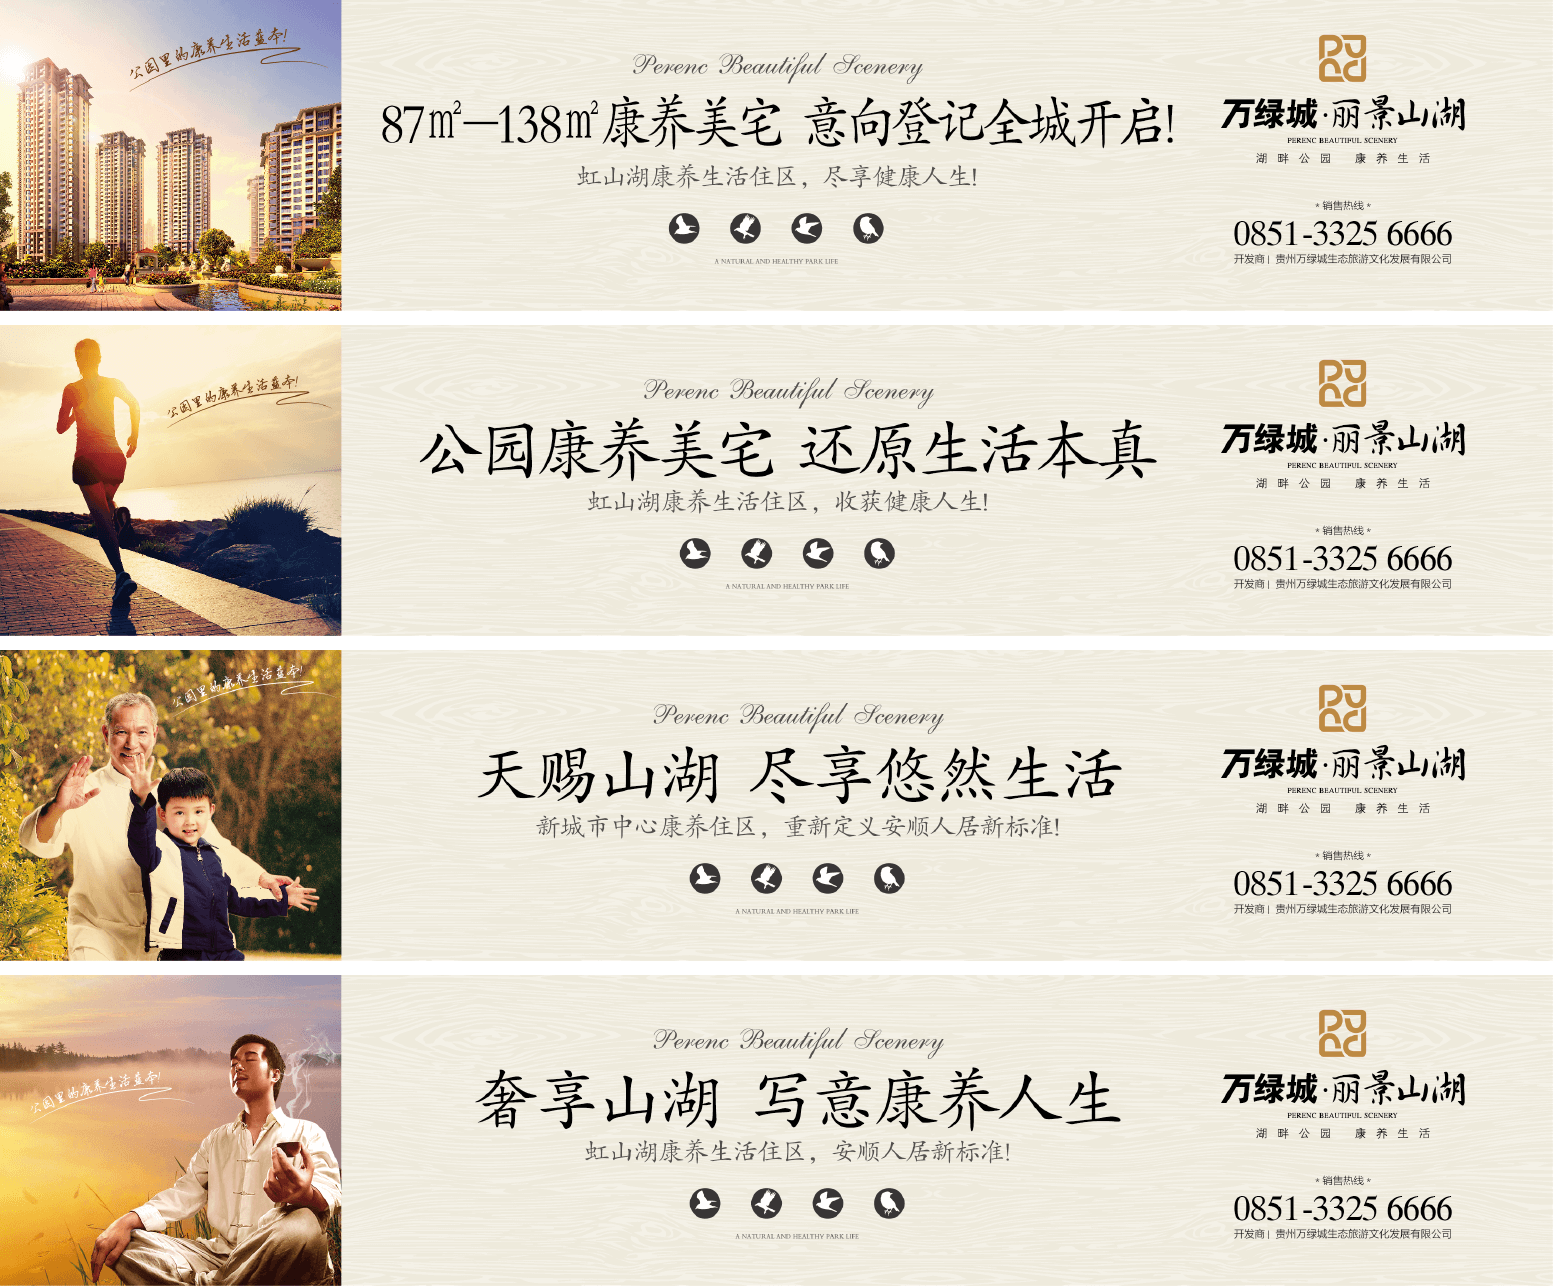 公园里的康养生活蓝本!
Perenc Beautiful Scenery
87㎡—138㎡康养美宅 意向登记全城开启!
虹山湖康养生活住区，尽享健康人生!
A NATURAL AND HEALTHY PARK LIFE
万绿城·丽景山湖
PERENC BEAUTIFUL SCENERY
湖畔公园 康养生活
*销售热线*
0851-3325 6666
开发商| 贵州万绿城生态旅游文化发展有限公司
公园里的康养生活蓝本!
Perenc Beautiful Scenery
公园康养美宅 还原生活本真
虹山湖康养生活住区，收获健康人生!
A NATURAL AND HEALTHY PARK LIFE
万绿城·丽景山湖
PERENC BEAUTIFUL SCENERY
湖畔公园 康养生活
*销售热线*
0851-3325 6666
开发商| 贵州万绿城生态旅游文化发展有限公司
公园里的康养生活蓝本!
Perenc Beautiful Scenery
天赐山湖 尽享悠然生活
新城市中心康养住区，重新定义安顺人居新标准!
A NATURAL AND HEALTHY PARK LIFE
万绿城·丽景山湖
PERENC BEAUTIFUL SCENERY
湖畔公园 康养生活
*销售热线*
0851-3325 6666
开发商| 贵州万绿城生态旅游文化发展有限公司
公园里的康养生活蓝本!
Perenc Beautiful Scenery
奢享山湖 写意康养人生
虹山湖康养生活住区，安顺人居新标准!
A NATURAL AND HEALTHY PARK LIFE
万绿城·丽景山湖
PERENC BEAUTIFUL SCENERY
湖畔公园 康养生活
*销售热线*
0851-3325 6666
开发商| 贵州万绿城生态旅游文化发展有限公司